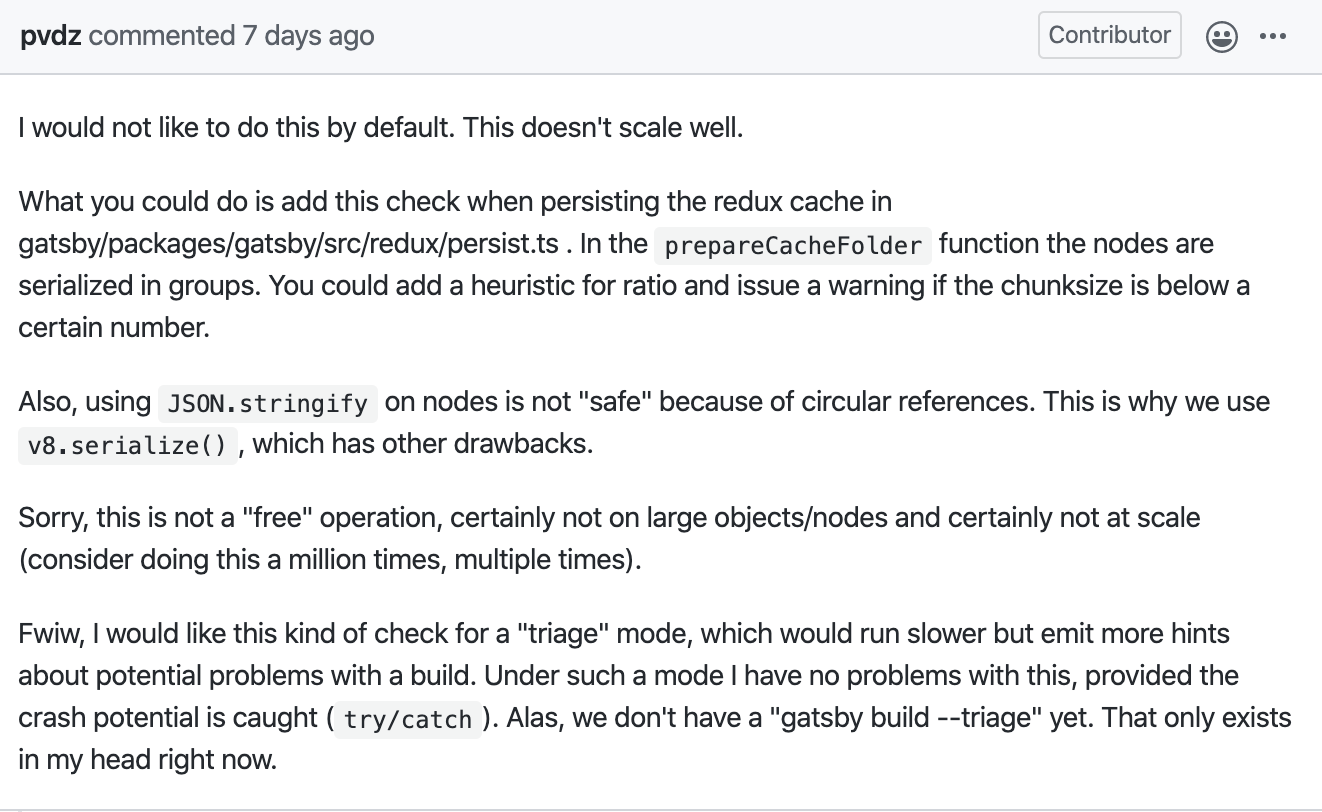 pvdz commented 7 days ago
Contributor
I would not like to do this by default. This doesn't scale well.
What you could do is add this check when persisting the redux cache in
gatsby/packages/gatsby/src/redux/persist.ts . In the prepareCacheFolder function the nodes are
serialized in groups. You could add a heuristic for ratio and issue a warning if the chunksize is below a
certain number.
Also, using JSON.stringify on nodes is not "safe" because of circular references. This is why we use
v8.serialize() , which has other drawbacks.
Sorry, this is not a "free" operation, certainly not on large objects/nodes and certainly not at scale
(consider doing this a million times, multiple times).
Fwiw, I would like this kind of check for a "triage" mode, which would run slower but emit more hints
about potential problems with a build. Under such a mode I have no problems with this, provided the
crash potential is caught ( try/catch ). Alas, we don't have a "gatsby build --triage" yet. That only exists
in my head right now.